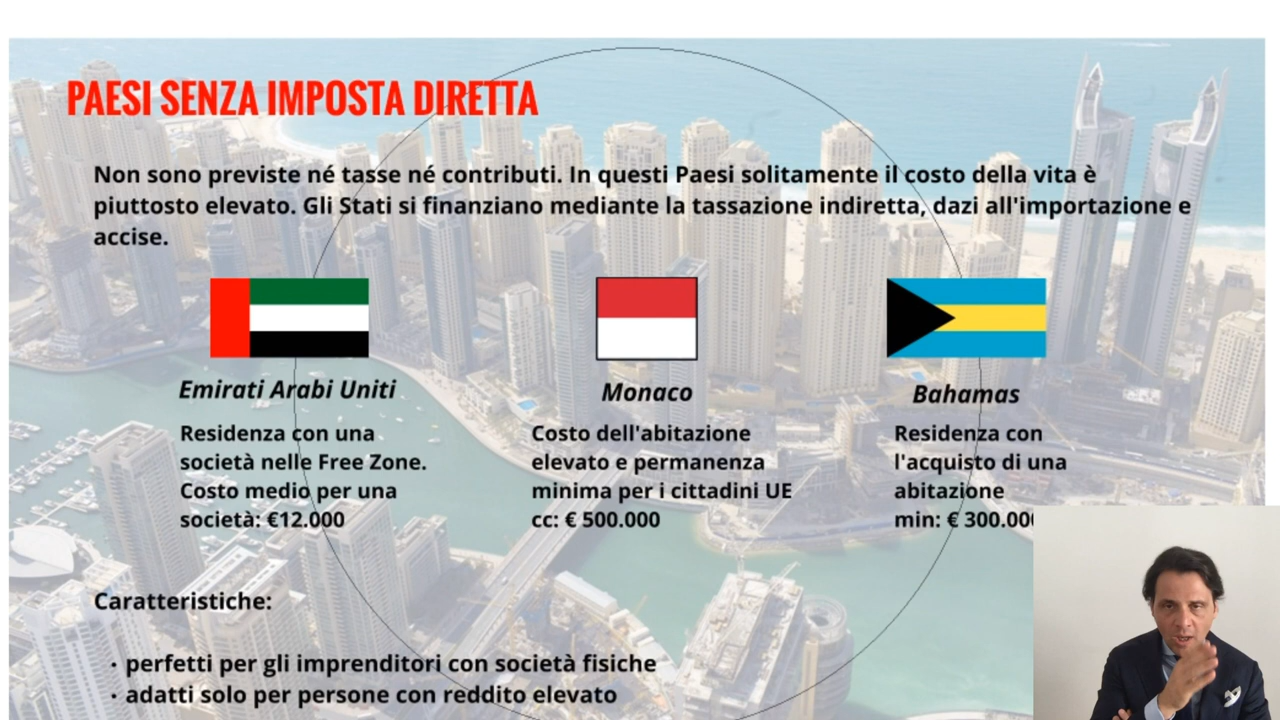 PAESI SENZA IMPOSTA DIRETTA
Non sono previste né tasse né contributi. In questi Paesi solitamente il costo della vita è
piuttosto elevato. Gli Stati si finanziano mediante la tassazione indiretta, dazi all'importazione e
accise.
Emirati Arabi Uniti
Residenza con una
società nelle Free Zone.
Costo medio per una
società: €12.000
Monaco
Costo dell'abitazione
elevato e permanenza
minima per i cittadini UE
cc: € 500.000
Bahamas
Residenza con
l'acquisto di una
abitazione
min: € 300.000
Caratteristiche:
· perfetti per gli imprenditori con società fisiche
· adatti solo per persone con reddito elevato